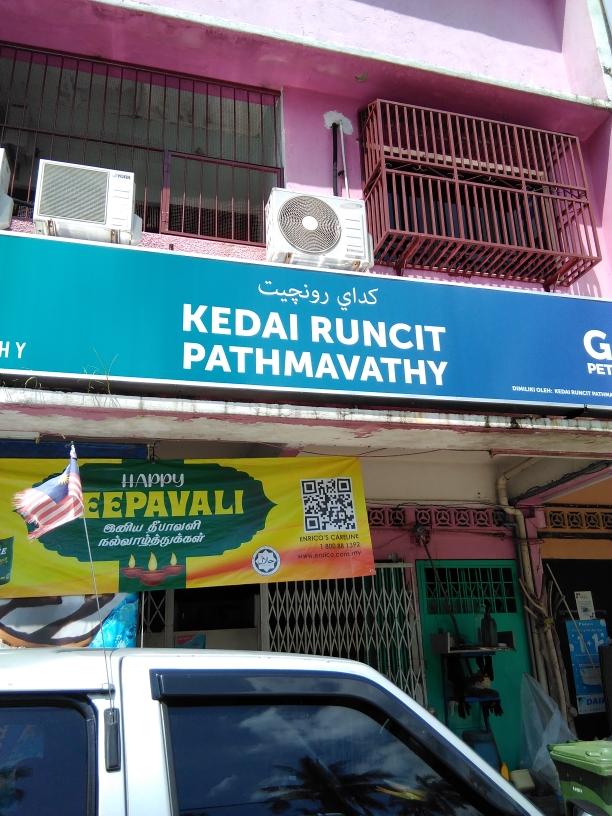 كداي رونچيت
KEDAI RUNCIT
PATHMAVATHY
HY
G
PET
DIMILIKI OLEH: KEDAI RUNCIT PATHMA
HAPPY
EEPAVALI
இனிய தீபாவளி
நல்வாழ்த்துக்கள்
ENRICO'S CARELINE
1 800 88 1392
www.enrico.com.my
DAI